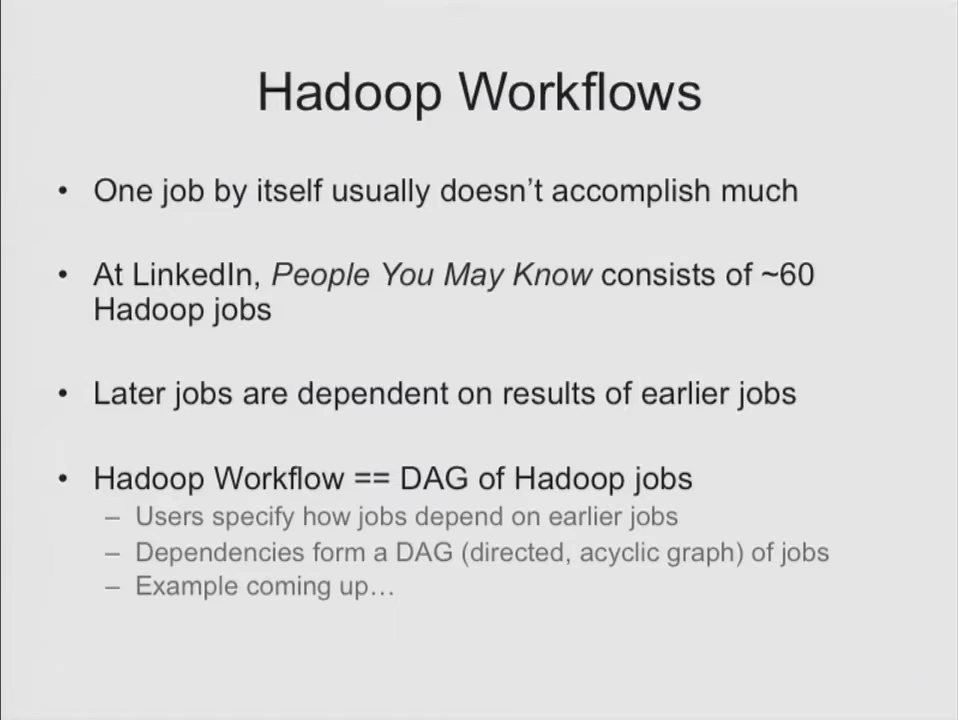 Hadoop Workflows
• One job by itself usually doesn't accomplish much
• At LinkedIn, People You May Know consists of ~60
Hadoop jobs
• Later jobs are dependent on results of earlier jobs
• Hadoop Workflow == DAG of Hadoop jobs
– Users specify how jobs depend on earlier jobs
– Dependencies form a DAG (directed, acyclic graph) of jobs
– Example coming up…